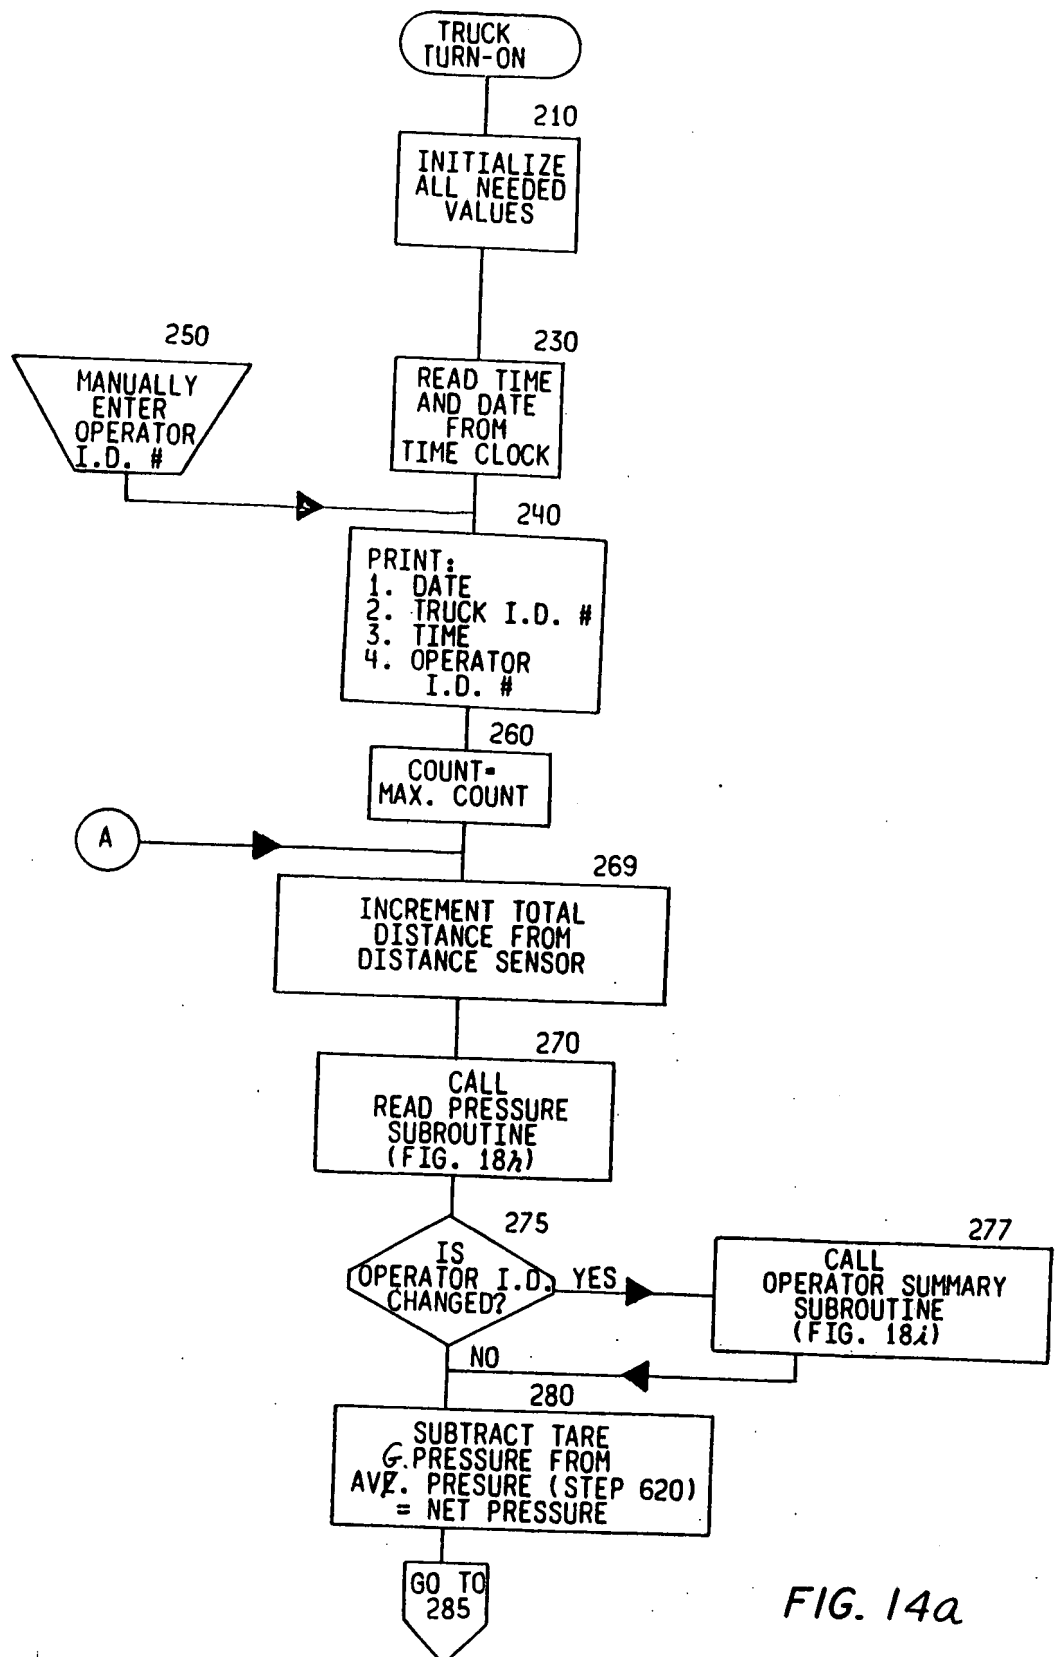 TRUCK
TURN-ON
210
INITIALIZE
ALL NEEDED
VALUES
250
MANUALLY
ENTER
OPERATOR
I.D. #
230
READ TIME
AND DATE
FROM
TIME CLOCK
240
PRINT:
1. DATE
2. TRUCK I.D. #
3. TIME
4. OPERATOR
I.D. #
260
COUNT=
MAX. COUNT
A
269
INCREMENT TOTAL
DISTANCE FROM
DISTANCE SENSOR
270
CALL
READ PRESSURE
SUBROUTINE
(FIG. 18h)
275
IS
OPERATOR I.D.
CHANGED?
YES
277
CALL
OPERATOR SUMMARY
SUBROUTINE
(FIG. 18i)
NO
280
SUBTRACT TARE
PRESSURE FROM
AVG. PRESURE (STEP 620)
= NET PRESSURE
GO TO
285
FIG. 14a